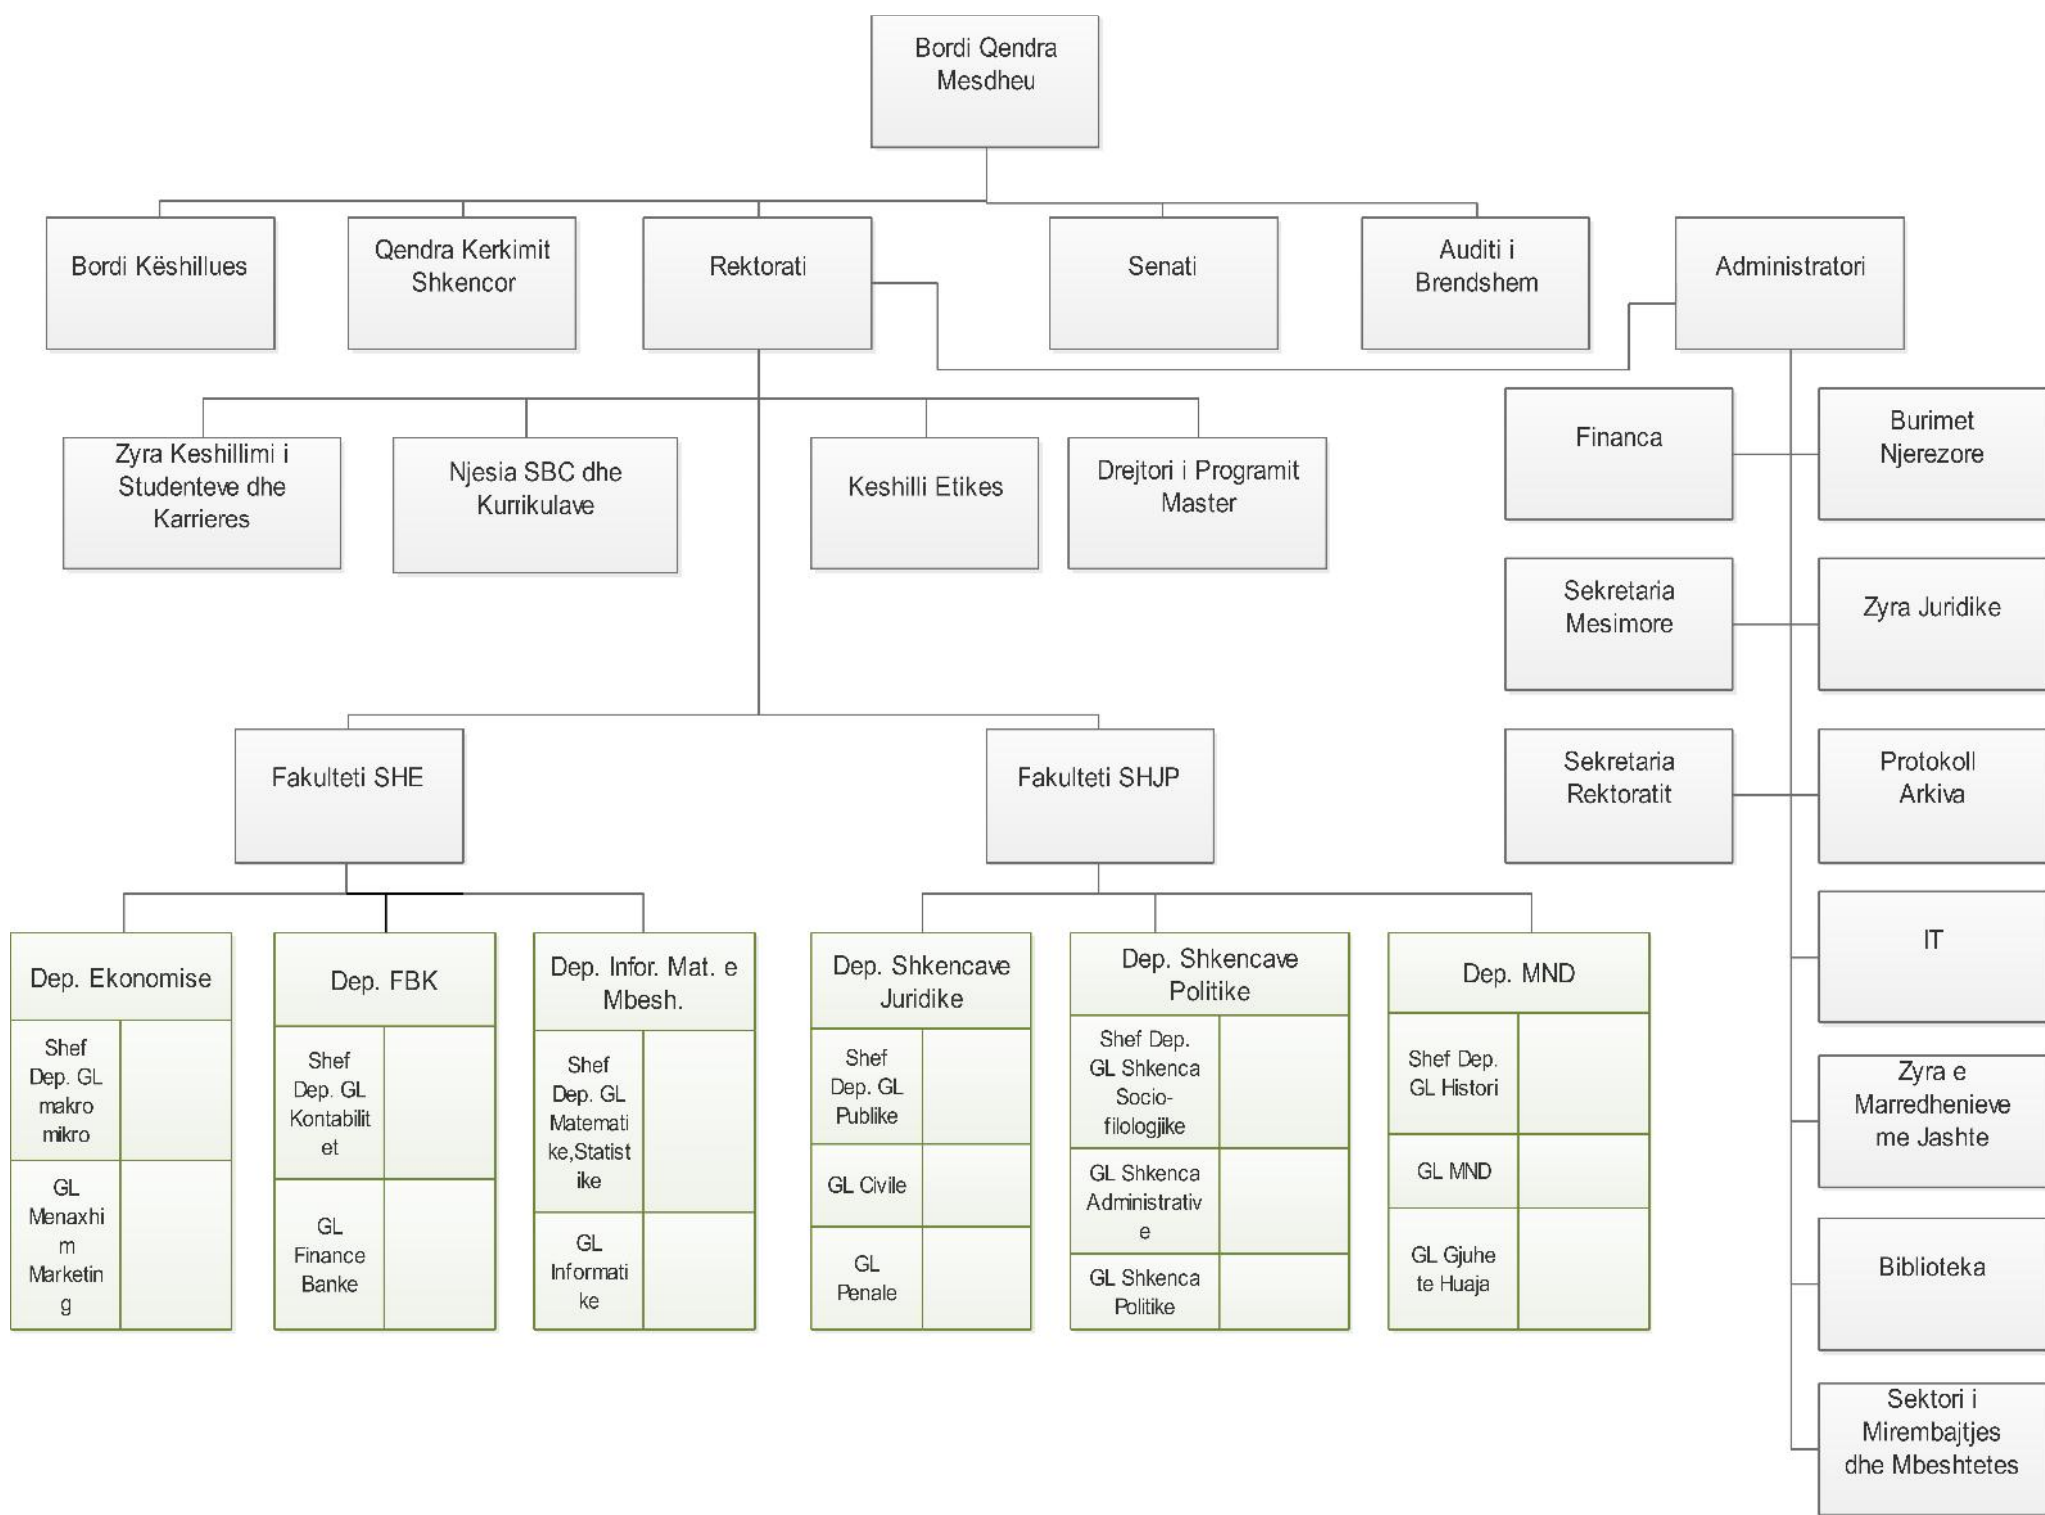 Bordi Qendra
Mesdheu
Bordi Këshillues
Qendra Kerkimit
Shkencor
Rektorati
Senati
Auditi i
Brendshem
Administratori
Zyra Keshillimi i
Studenteve dhe
Karrieres
Njesia SBC dhe
Kurrikulave
Keshilli Etikes
Drejtori i Programit
Master
Financa
Burimet
Njerezore
Sekretaria
Mesimore
Zyra Juridike
Sekretaria
Rektoratit
Protokoll
Arkiva
IT
Zyra e
Marredhenieve
me Jashte
Biblioteka
Sektori i
Mirembajtjes
dhe Mbeshtetes
Fakulteti SHE
Fakulteti SHJP
Dep. Ekonomise
Shef
Dep. GL
makro
mikro
GL
Menaxhi
m
Marketin
g
Dep. FBK
Shef
Dep. GL
Kontabilit
et
GL
Finance
Banke
Dep. Infor. Mat. e
Mbesh.
Shef
Dep. GL
Matemati
ke,Statist
ike
GL
Informati
ke
Dep. Shkencave
Juridike
Shef
Dep. GL
Publike
GL Civile
GL
Penale
Dep. Shkencave
Politike
Shef Dep.
GL Shkenca
Socio-
filologjike
GL Shkenca
Administrativ
e
GL Shkenca
Politike
Dep. MND
Shef Dep.
GL Histori
GL MND
GL Gjuhe
te Huaja